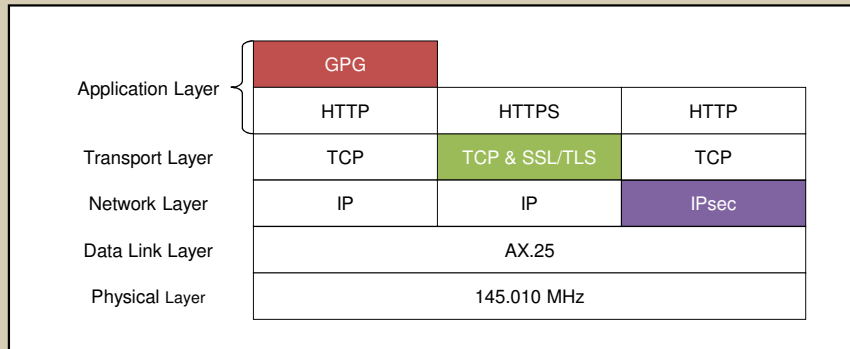 GPG
Application Layer
HTTP HTTPS HTTP
Transport Layer TCP TCP & SSL/TLS TCP
Network Layer IP IP IPsec
Data Link Layer AX.25
Physical Layer 145.010 MHz